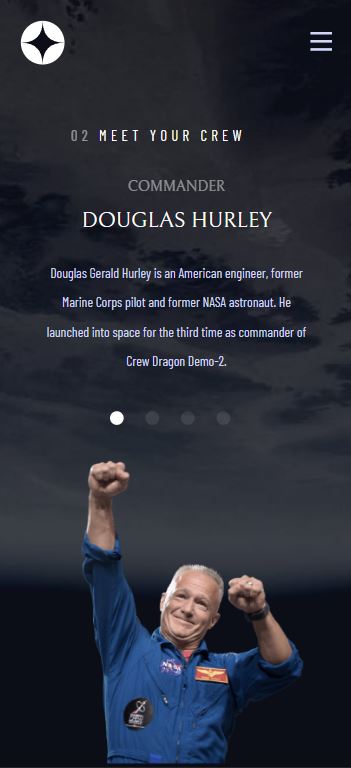 02 MEET YOUR CREW
COMMANDER
DOUGLAS HURLEY
Douglas Gerald Hurley is an American engineer, former
Marine Corps pilot and former NASA astronaut. He
launched into space for the third time as commander of
Crew Dragon Demo-2.
NASA